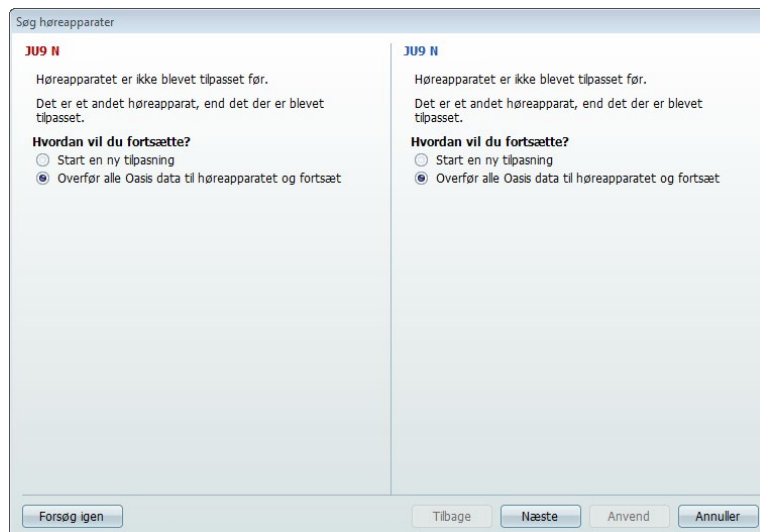 Søg høreapparater
JU9 N
Høreapparatet er ikke blevet tilpasset før.
Det er et andet høreapparat, end det der er blevet
tilpasset.
Hvordan vil du fortsætte?
Start en ny tilpasning
Overfør alle Oasis data til høreapparatet og fortsæt
JU9 N
Høreapparatet er ikke blevet tilpasset før.
Det er et andet høreapparat, end det der er blevet
tilpasset.
Hvordan vil du fortsætte?
Start en ny tilpasning
Overfør alle Oasis data til høreapparatet og fortsæt
Forsøg igen
Tilbage
Næste
Anvend
Annuller